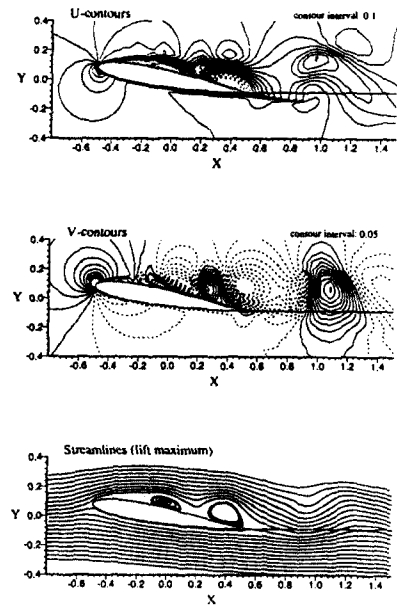 U-contours contour interval: 0.1
0.4
0.2
Y 0.0
-0.2
-0.4
-0.6 -0.4 -0.2 0.0 0.2 0.4 0.6 0.8 1.0 1.2 1.4
X
V-contours contour interval: 0.05
0.4
0.2
Y 0.0
-0.2
-0.4
-0.6 -0.4 -0.2 0.0 0.2 0.4 0.6 0.8 1.0 1.2 1.4
X
Streamlines (lift maximum)
0.4
0.2
Y 0.0
-0.2
-0.4
-0.6 -0.4 -0.2 0.0 0.2 0.4 0.6 0.8 1.0 1.2 1.4
X